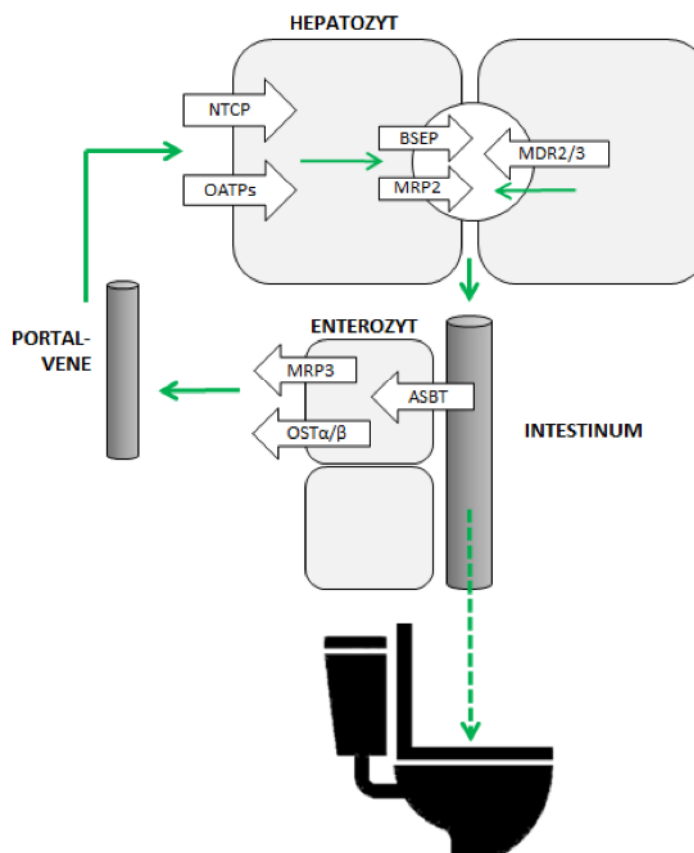 HEPATOZYT
NTCP
BSEP
MDR2/3
OATPs
MRP2
ENTEROZYT
PORTAL-
VENE
MRP3
ASBT
OSTα/β
INTESTINUM